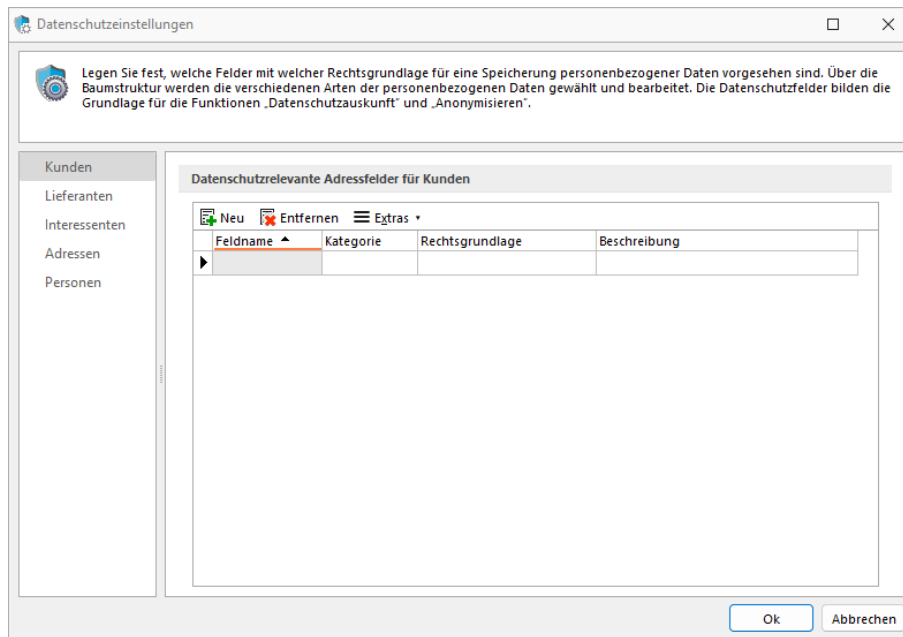 Datenschutzeinstellungen
Legen Sie fest, welche Felder mit welcher Rechtsgrundlage für eine Speicherung personenbezogener Daten vorgesehen sind. Über die
Baumstruktur werden die verschiedenen Arten der personenbezogenen Daten gewählt und bearbeitet. Die Datenschutzfelder bilden die
Grundlage für die Funktionen „Datenschutzauskunft" und „Anonymisieren".
Kunden
Lieferanten
Interessenten
Adressen
Personen
Datenschutzrelevante Adressfelder für Kunden
Neu Entfernen Extras
Feldname Kategorie Rechtsgrundlage Beschreibung
Ok Abbrechen